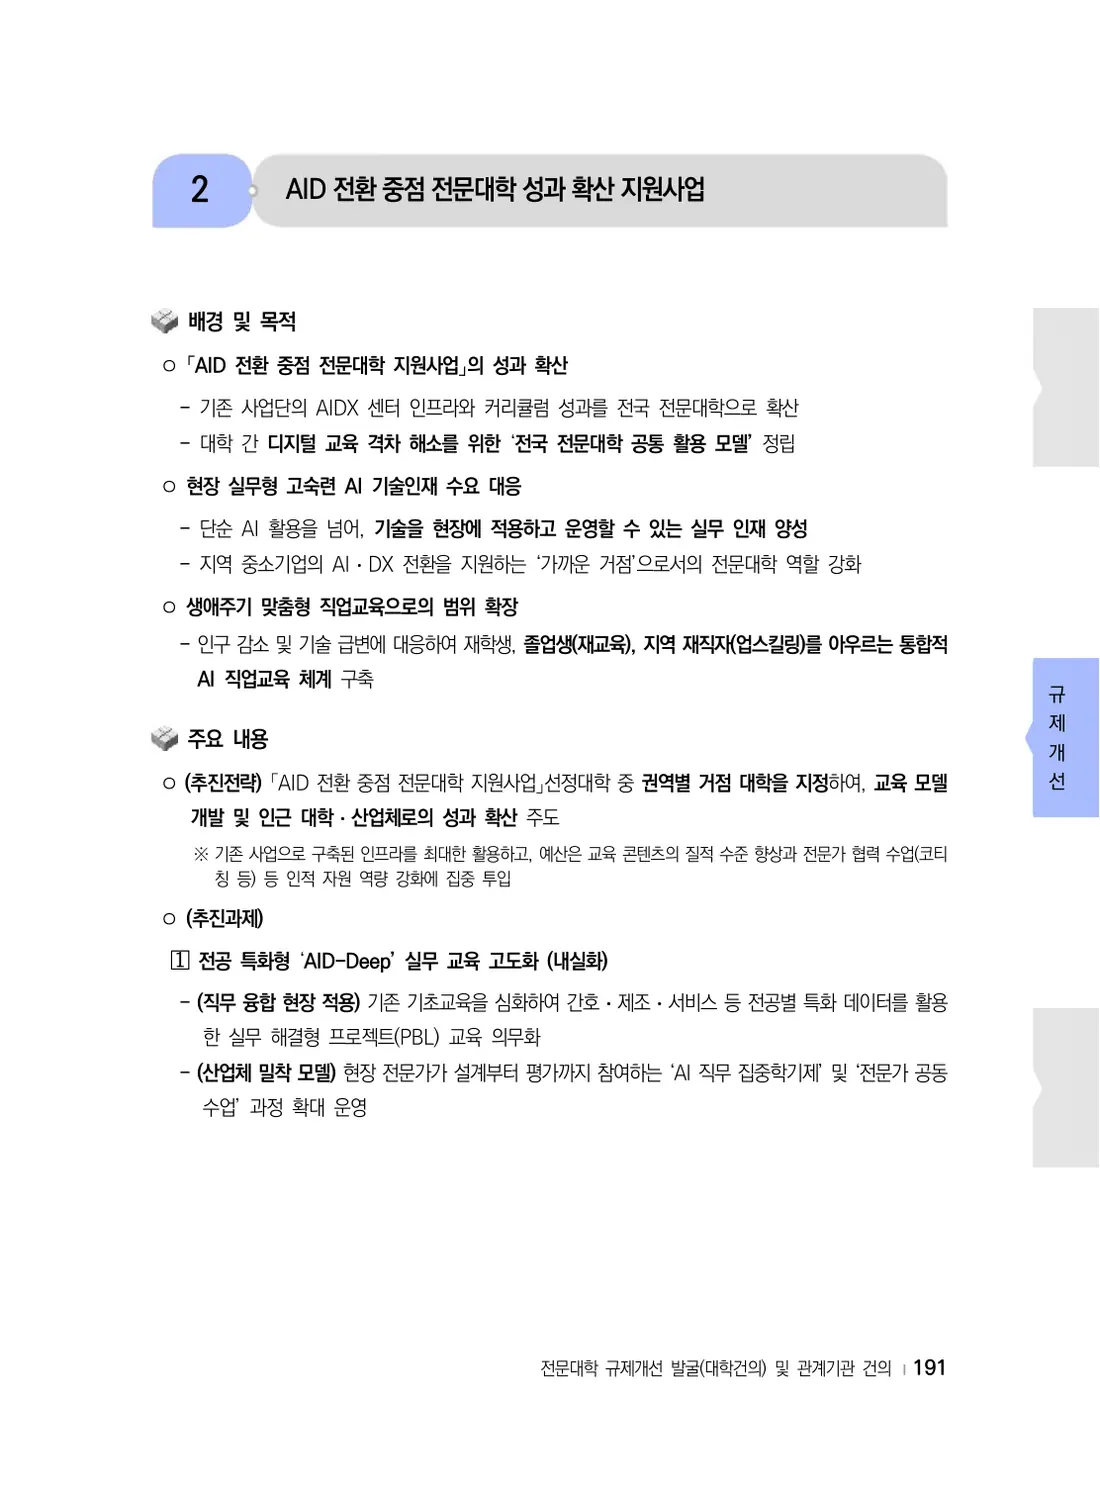 2 AID 전환 중점 전문대학 성과 확산 지원사업
배경 및 목적
○ 「AID 전환 중점 전문대학 지원사업」의 성과 확산
- 기존 사업단의 AIDX 센터 인프라와 커리큘럼 성과를 전국 전문대학으로 확산
- 대학 간 디지털 교육 격차 해소를 위한 ‘전국 전문대학 공통 활용 모델’ 정립
○ 현장 실무형 고숙련 AI 기술인재 수요 대응
- 단순 AI 활용을 넘어, 기술을 현장에 적용하고 운영할 수 있는 실무 인재 양성
- 지역 중소기업의 AI·DX 전환을 지원하는 ‘가까운 거점’으로서의 전문대학 역할 강화
○ 생애주기 맞춤형 직업교육으로의 범위 확장
- 인구 감소 및 기술 급변에 대응하여 재학생, 졸업생(재교육), 지역 재직자(업스킬링)를 아우르는 통합적
AI 직업교육 체계 구축
주요 내용
○ (추진전략) 「AID 전환 중점 전문대학 지원사업」선정대학 중 권역별 거점 대학을 지정하여, 교육 모델
개발 및 인근 대학·산업체로의 성과 확산 주도
※ 기존 사업으로 구축된 인프라를 최대한 활용하고, 예산은 교육 콘텐츠의 질적 수준 향상과 전문가 협력 수업(코티
칭 등) 등 인적 자원 역량 강화에 집중 투입
○ (추진과제)
1 전공 특화형 ‘AID-Deep’ 실무 교육 고도화 (내실화)
- (직무 융합 현장 적용) 기존 기초교육을 심화하여 간호·제조·서비스 등 전공별 특화 데이터를 활용
한 실무 해결형 프로젝트(PBL) 교육 의무화
- (산업체 밀착 모델) 현장 전문가가 설계부터 평가까지 참여하는 ‘AI 직무 집중학기제’ 및 ‘전문가 공동
수업’ 과정 확대 운영
규
제
개
선
전문대학 규제개선 발굴(대학건의) 및 관계기관 건의 | 191